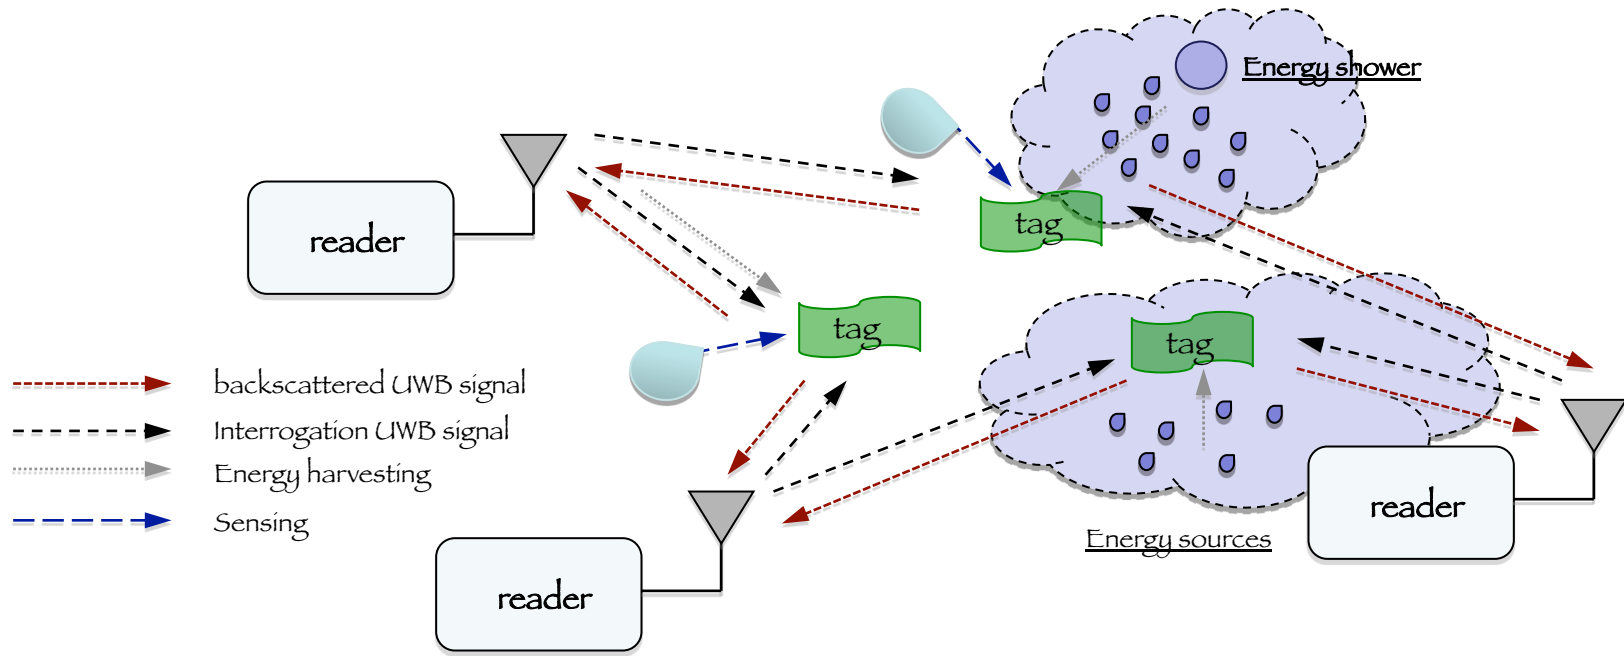 Energy shower
tag
reader
tag
tag
backscattered UWB signal
Interrogation UWB signal
Energy harvesting
Sensing
reader
Energy sources
reader